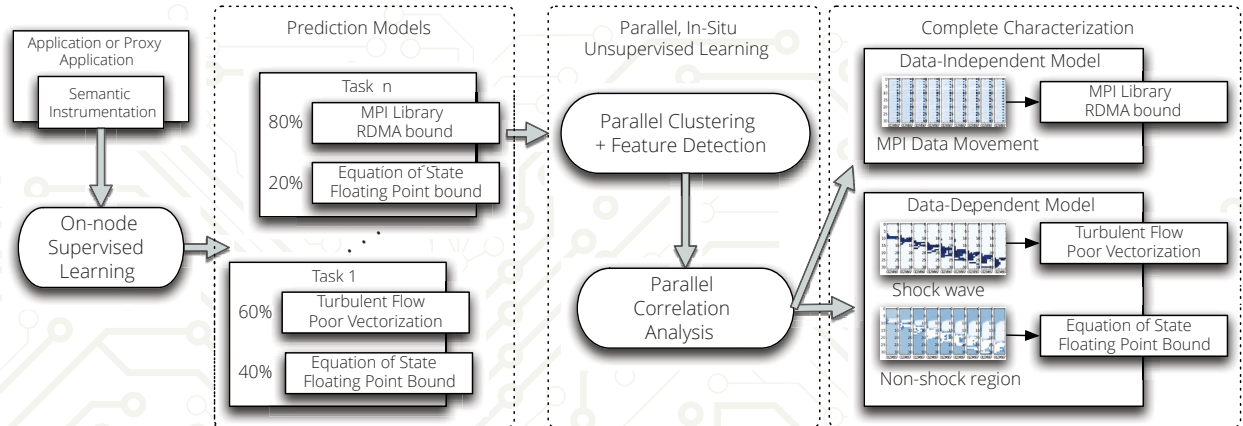 Application or Proxy
Application
Semantic
Instrumentation
On-node
Supervised
Learning
Prediction Models
Task n
80%
MPI Library
RDMA bound
20%
Equation of State
Floating Point bound
Task 1
60%
Turbulent Flow
Poor Vectorization
40%
Equation of State
Floating Point Bound
Parallel, In-Situ
Unsupervised Learning
Parallel Clustering
+ Feature Detection
Parallel
Correlation
Analysis
Complete Characterization
Data-Independent Model
MPI Library
RDMA bound
MPI Data Movement
Data-Dependent Model
Turbulent Flow
Poor Vectorization
Shock wave
Equation of State
Floating Point Bound
Non-shock region